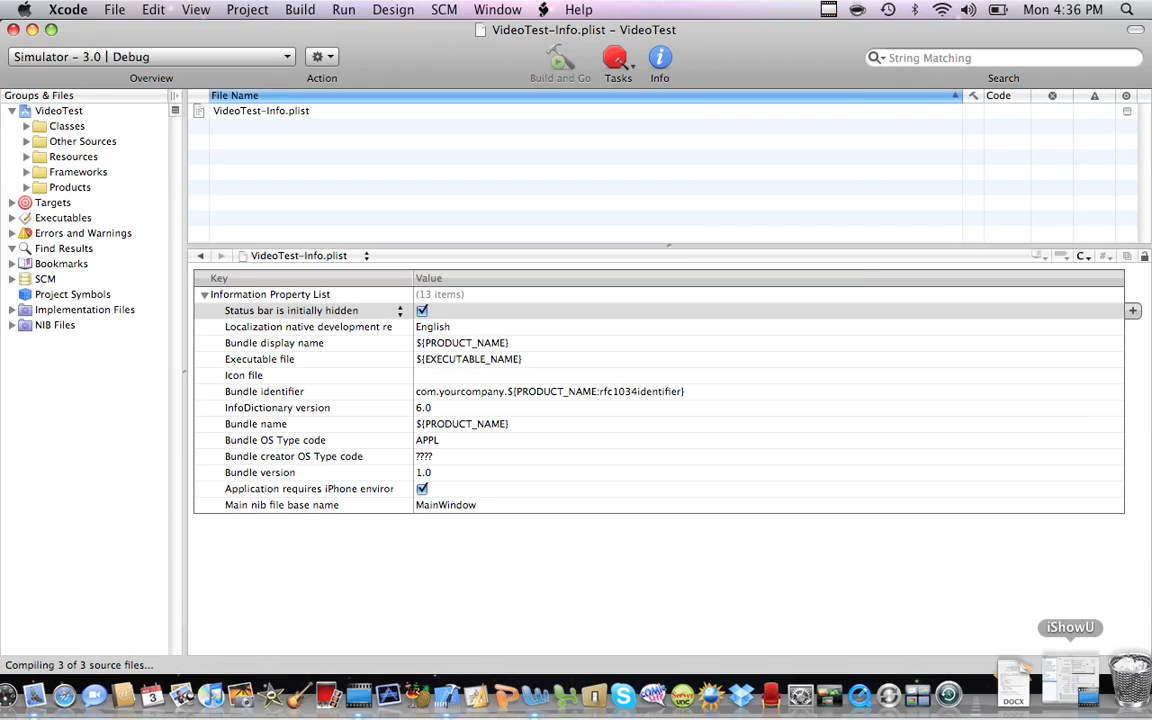 Xcode File Edit View Project Build Run Design SCM Window Help Mon 4:36 PM
VideoTest-Info.plist – VideoTest
Simulator – 3.0 | Debug
String Matching
Overview Action Build and Go Tasks Info Search
Groups & Files File Name Code
VideoTest VideoTest-Info.plist
Classes
Other Sources
Resources
Frameworks
Products
Targets
Executables
Errors and Warnings
Find Results
Bookmarks
SCM
Project Symbols
Implementation Files
NIB Files
VideoTest-Info.plist C #
Key Value
Information Property List (13 items)
Status bar is initially hidden
Localization native development re English
Bundle display name ${PRODUCT_NAME}
Executable file ${EXECUTABLE_NAME}
Icon file
Bundle identifier com.yourcompany.${PRODUCT_NAME:rfc1034identifier}
InfoDictionary version 6.0
Bundle name ${PRODUCT_NAME}
Bundle OS Type code APPL
Bundle creator OS Type code ????
Bundle version 1.0
Application requires iPhone environ
Main nib file base name MainWindow
iShowU
Compiling 3 of 3 source files...
3
DOCX